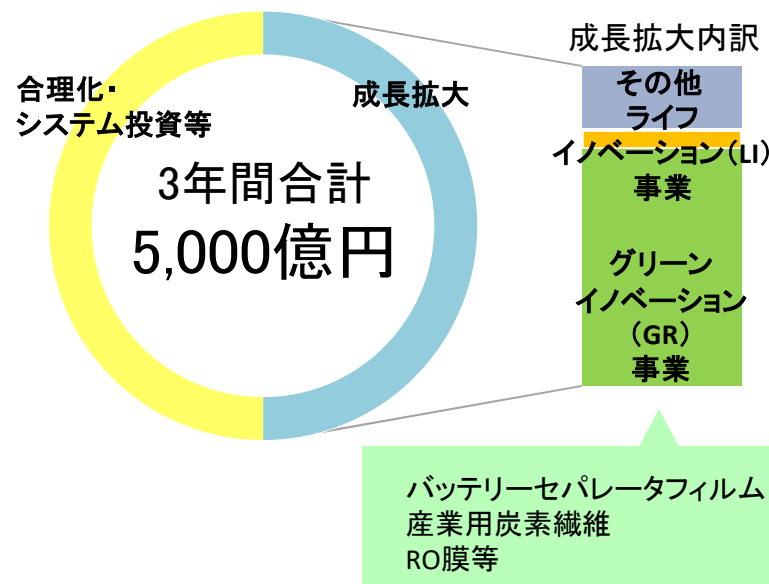 合理化・
システム投資等
成長拡大
3年間合計
5,000億円
成長拡大内訳
その他
ライフ
イノベーション(LI)
事業
グリーン
イノベーション
(GR)
事業
バッテリーセパレータフィルム
産業用炭素繊維
RO膜等